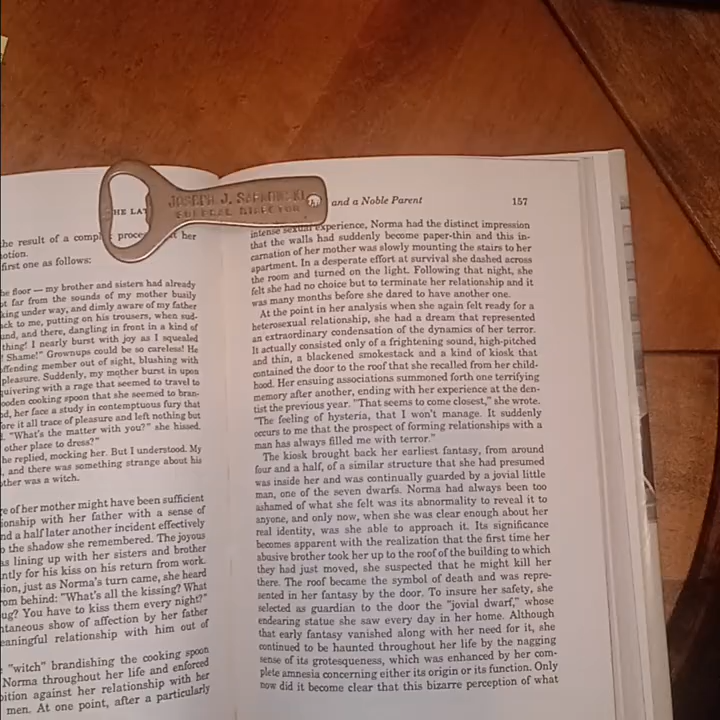 HE LAT
he result of a compl proce t her
otion.
first one as follows:
he floor — my brother and sisters had already
ot far from the sounds of my mother busily
king under way, and dimly aware of my father
ck to me, putting on his trousers, when sud-
und, and there, dangling in front in a kind of
thing! I nearly burst with joy as I squealed
! Shame!" Grownups could be so careless! He
ffending member out of sight, blushing with
pleasure. Suddenly, my mother burst in upon
quivering with a rage that seemed to travel to
ooden cooking spoon that she seemed to bran-
d, her face a study in contemptuous fury that
ore it all trace of pleasure and left nothing but
"What's the matter with you?" she hissed.
other place to dress?"
he replied, mocking her. But I understood. My
, and there was something strange about his
other was a witch.
e of her mother might have been sufficient
ionship with her father with a sense of
nd a half later another incident effectively
o the shadow she remembered. The joyous
as lining up with her sisters and brother
ntly for his kiss on his return from work.
ion, just as Norma's turn came, she heard
om behind: "What's all the kissing? What
ug? You have to kiss them every night?"
ntaneous show of affection by her father
eaningful relationship with him out of
"witch" brandishing the cooking spoon
Norma throughout her life and enforced
bition against her relationship with her
men. At one point, after a particularly
JOSEPH J.
FUNERAL DIRECTOR
and a Noble Parent 157
intense sexual experience, Norma had the distinct impression
that the walls had suddenly become paper-thin and this in-
carnation of her mother was slowly mounting the stairs to her
apartment. In a desperate effort at survival she dashed across
the room and turned on the light. Following that night, she
felt she had no choice but to terminate her relationship and it
was many months before she dared to have another one.
At the point in her analysis when she again felt ready for a
heterosexual relationship, she had a dream that represented
an extraordinary condensation of the dynamics of her terror.
It actually consisted only of a frightening sound, high-pitched
and thin, a blackened smokestack and a kind of kiosk that
contained the door to the roof that she recalled from her child-
hood. Her ensuing associations summoned forth one terrifying
memory after another, ending with her experience at the den-
tist the previous year. "That seems to come closest," she wrote.
"The feeling of hysteria, that I won't manage. It suddenly
occurs to me that the prospect of forming relationships with a
man has always filled me with terror."
The kiosk brought back her earliest fantasy, from around
four and a half, of a similar structure that she had presumed
was inside her and was continually guarded by a jovial little
man, one of the seven dwarfs. Norma had always been too
ashamed of what she felt was its abnormality to reveal it to
anyone, and only now, when she was clear enough about her
real identity, was she able to approach it. Its significance
becomes apparent with the realization that the first time her
abusive brother took her up to the roof of the building to which
they had just moved, she suspected that he might kill her
there. The roof became the symbol of death and was repre-
sented in her fantasy by the door. To insure her safety, she
selected as guardian to the door the "jovial dwarf," whose
endearing statue she saw every day in her home. Although
that early fantasy vanished along with her need for it, she
continued to be haunted throughout her life by the nagging
sense of its grotesqueness, which was enhanced by her com-
plete amnesia concerning either its origin or its function. Only
now did it become clear that this bizarre perception of what